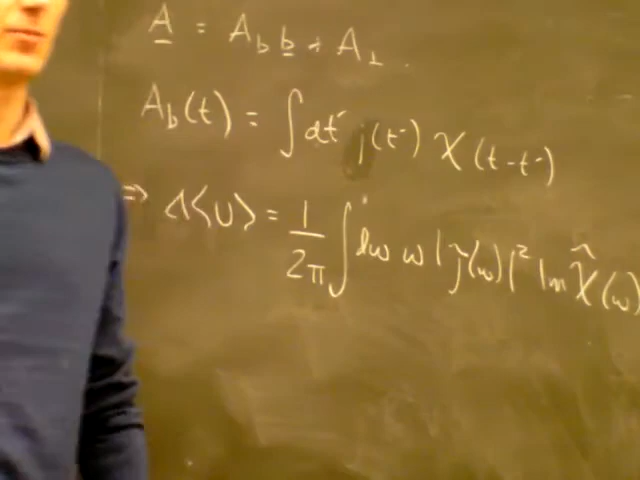 A = A_b b + A_⊥.
A_b(t) = ∫ dt' j(t') χ(t-t')
⇒ Δ⟨U⟩ = 1/2π ∫ dω ω |j̃(ω)|² Im χ̂(ω)